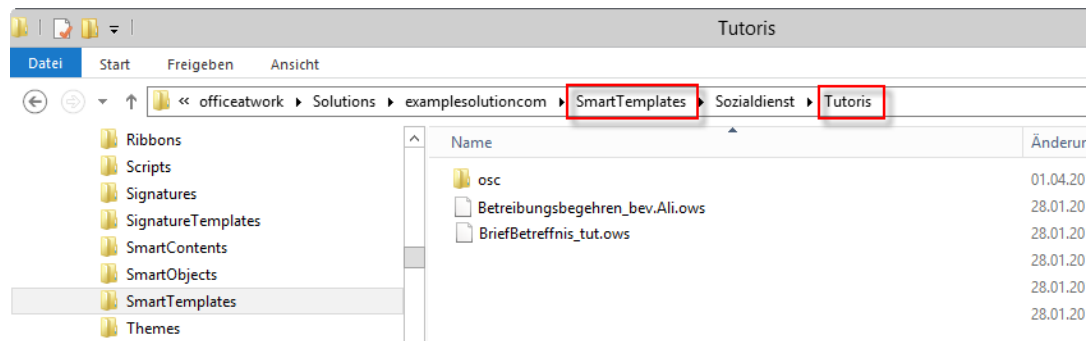 Tutoris
Datei Start Freigeben Ansicht
« officeatwork Solutions examplesolutioncom SmartTemplates Sozialdienst Tutoris
Ribbons
Scripts
Signatures
SignatureTemplates
SmartContents
SmartObjects
SmartTemplates
Themes
Name Änderur
osc 01.04.20
Betreibungsbegehren_bev.Ali.ows 28.01.20
BriefBetreffnis_tut.ows 28.01.20
28.01.20
28.01.20
28.01.20